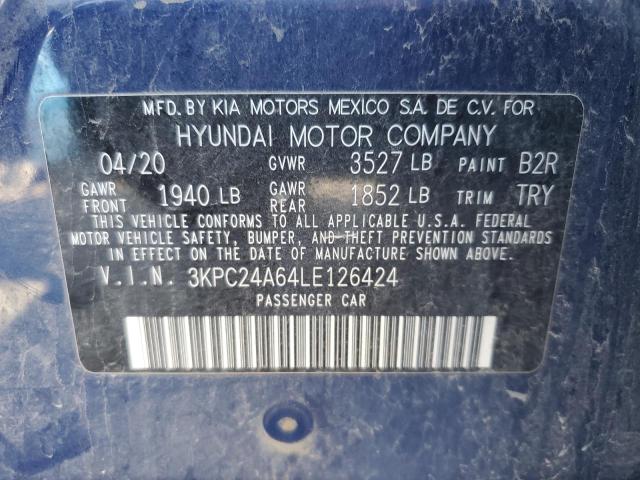 MFD. BY KIA MOTORS MEXICO S.A. DE C.V. FOR
HYUNDAI MOTOR COMPANY
04/20 GVWR 3527 LB PAINT B2R
GAWR FRONT 1940 LB GAWR REAR 1852 LB TRIM TRY
THIS VEHICLE CONFORMS TO ALL APPLICABLE U.S.A. FEDERAL
MOTOR VEHICLE SAFETY, BUMPER, AND THEFT PREVENTION STANDARDS
IN EFFECT ON THE DATE OF MANUFACTURE SHOWN ABOVE.
V.I.N. 3KPC24A64LE126424
PASSENGER CAR